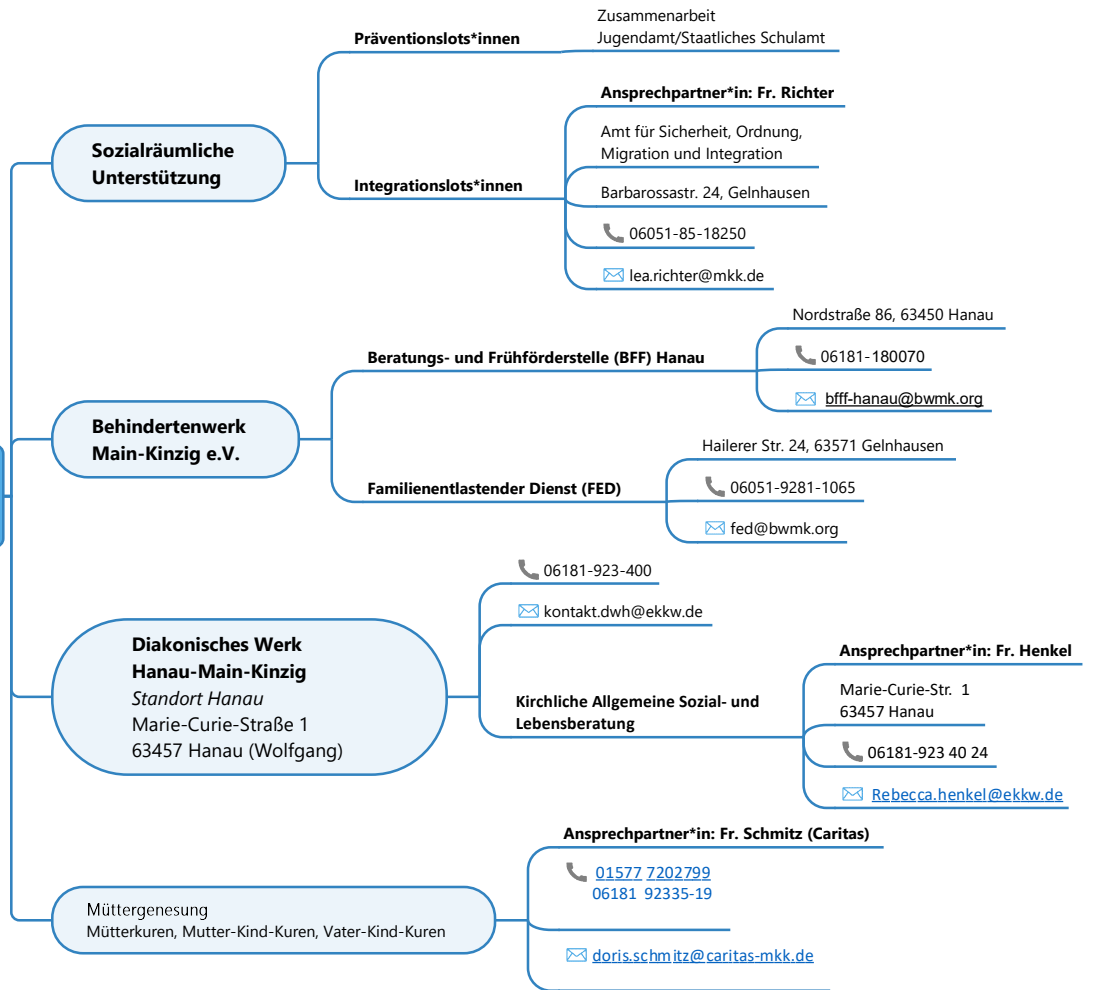 Sozialräumliche
Unterstützung
Präventionslots*innen
Zusammenarbeit
Jugendamt/Staatliches Schulamt
Integrationslots*innen
Ansprechpartner*in: Fr. Richter
Amt für Sicherheit, Ordnung,
Migration und Integration
Barbarossastr. 24, Gelnhausen
06051-85-18250
lea.richter@mkk.de
Behindertenwerk
Main-Kinzig e.V.
Beratungs- und Frühförderstelle (BFF) Hanau
Nordstraße 86, 63450 Hanau
06181-180070
bfff-hanau@bwmk.org
Familienentlastender Dienst (FED)
Hailerer Str. 24, 63571 Gelnhausen
06051-9281-1065
fed@bwmk.org
Diakonisches Werk
Hanau-Main-Kinzig
Standort Hanau
Marie-Curie-Straße 1
63457 Hanau (Wolfgang)
06181-923-400
kontakt.dwh@ekkw.de
Kirchliche Allgemeine Sozial- und
Lebensberatung
Ansprechpartner*in: Fr. Henkel
Marie-Curie-Str. 1
63457 Hanau
06181-923 40 24
Rebecca.henkel@ekkw.de
Müttergenesung
Mütterkuren, Mutter-Kind-Kuren, Vater-Kind-Kuren
Ansprechpartner*in: Fr. Schmitz (Caritas)
01577 7202799
06181 92335-19
doris.schmitz@caritas-mkk.de